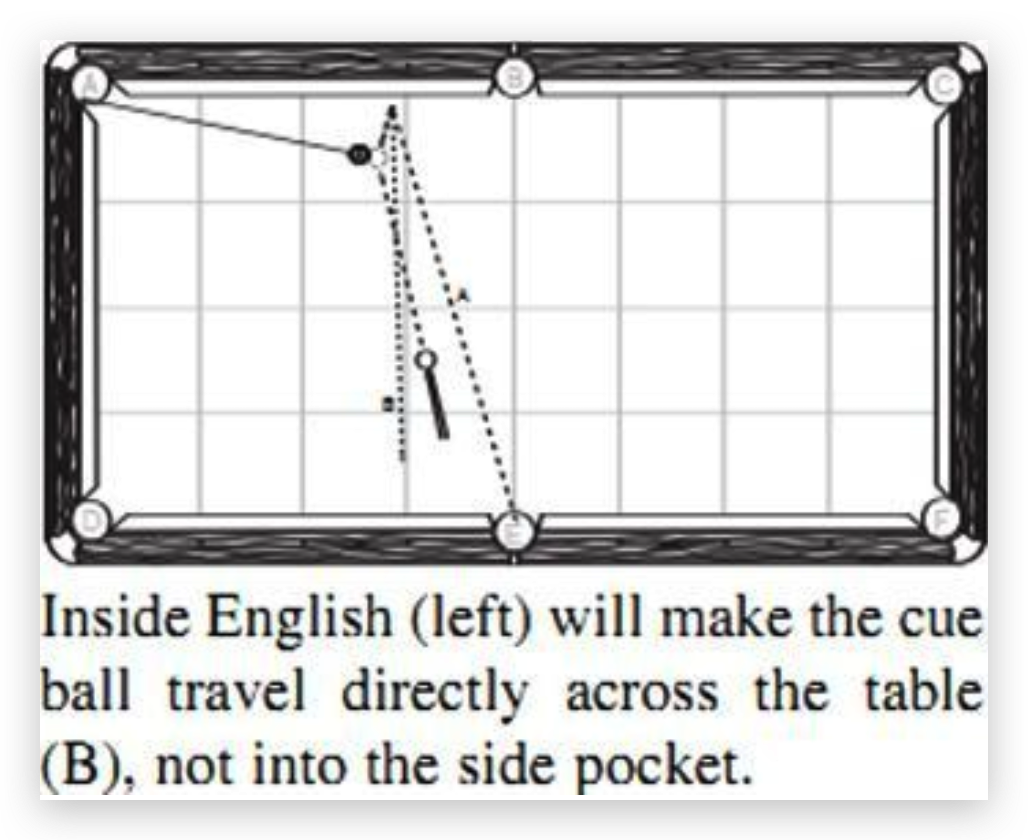 A B C
A
B
D E F
Inside English (left) will make the cue
ball travel directly across the table
(B), not into the side pocket.